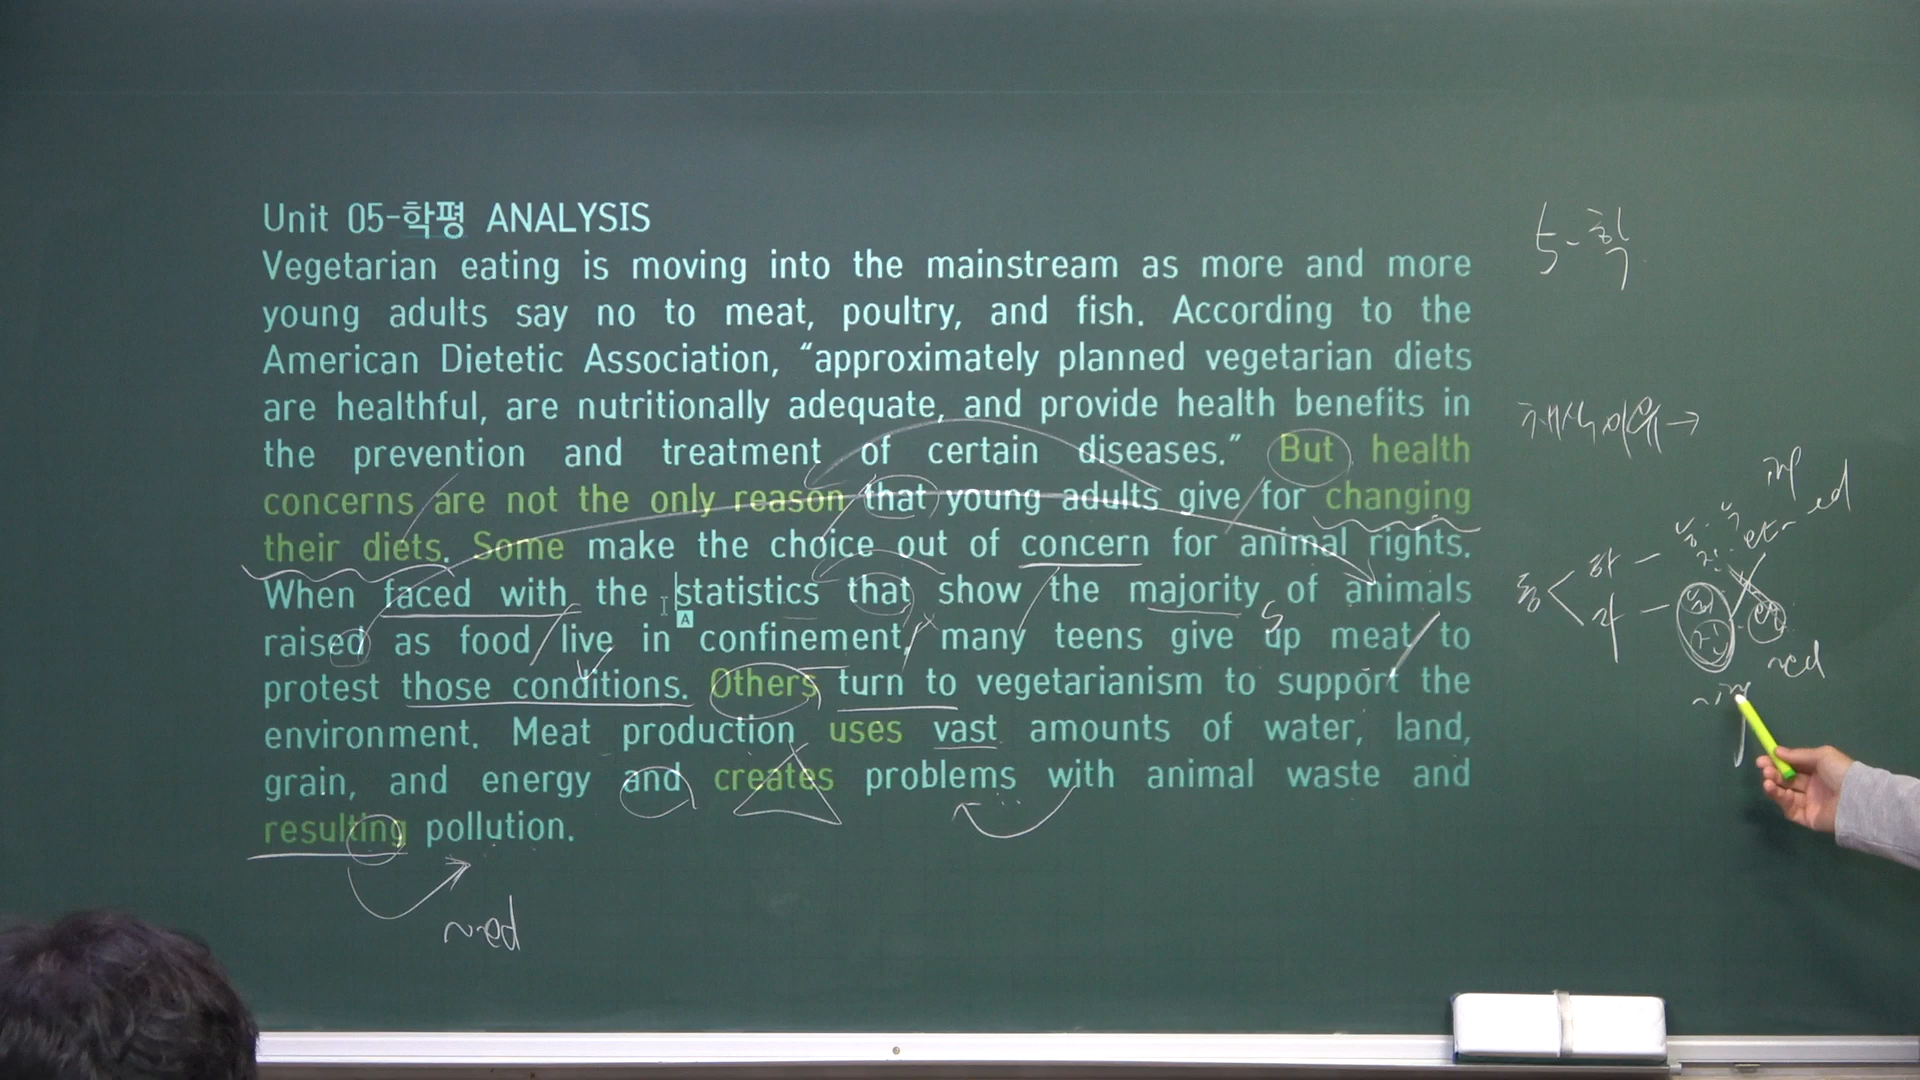 Unit 05-학평 ANALYSIS
Vegetarian eating is moving into the mainstream as more and more
young adults say no to meat, poultry, and fish. According to the
American Dietetic Association, “approximately planned vegetarian diets
are healthful, are nutritionally adequate, and provide health benefits in
the prevention and treatment of certain diseases.” But health
concerns are not the only reason that young adults give for changing
their diets. Some make the choice out of concern for animal rights.
When faced with the statistics that show the majority of animals
raised as food live in confinement, many teens give up meat to
protest those conditions. Others turn to vegetarianism to support the
environment. Meat production uses vast amounts of water, land,
grain, and energy and creates problems with animal waste and
resulting pollution.
~ed
5-학
채식이유→
ing
ed
~ed
~ing